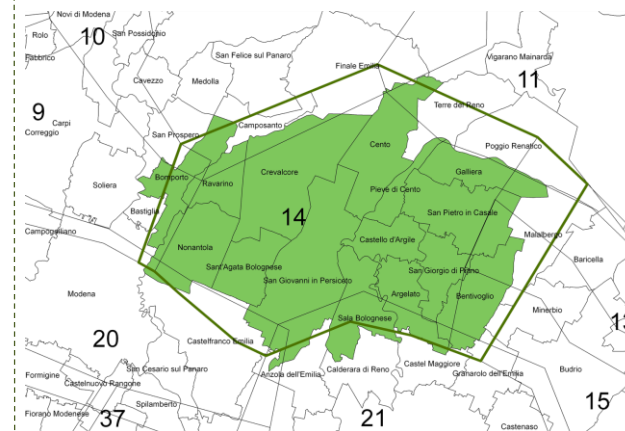 Novi di Modena
Rolo
10
San Possidonio
Fabbrico
San Felice sul Panaro
Finale Emilia
Vigarano Mainarda
Cavezzo
Medolla
11
9
Terre del Reno
Carpi
Camposanto
Correggio
San Prospero
Cento
Poggio Renatico
Crevalcore
Galliera
Soliera
Bomporto
Ravarino
Pieve di Cento
Bastiglia
San Pietro in Casale
14
Campogalliano
Castello d'Argile
Malalbergo
Nonantola
Baricella
Sant'Agata Bolognese
San Giorgio di Piano
San Giovanni in Persiceto
Modena
Argelato
Bentivoglio
Minerbio
Sala Bolognese
20
Castelfranco Emilia
Castel Maggiore
San Cesario sul Panaro
Anzola dell'Emilia
Calderara di Reno
Granarolo dell'Emilia
Budrio
Formigine
Castelnuovo Rangone
15
Spilamberto
Fiorano Modenese
37
21
Castenaso